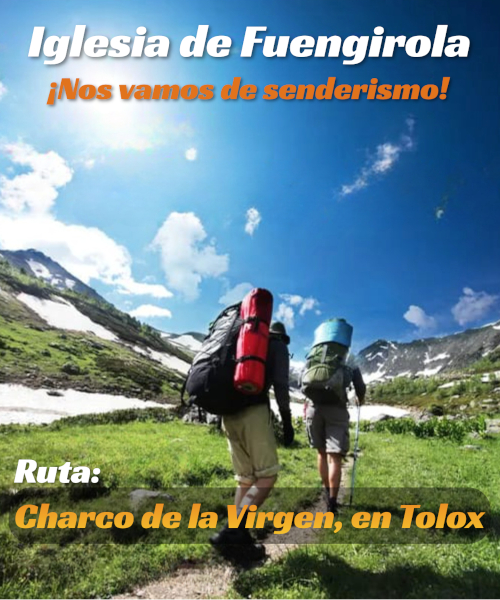 Iglesia de Fuengirola
¡Nos vamos de senderismo!
Ruta:
Charco de la Virgen, en Tolox